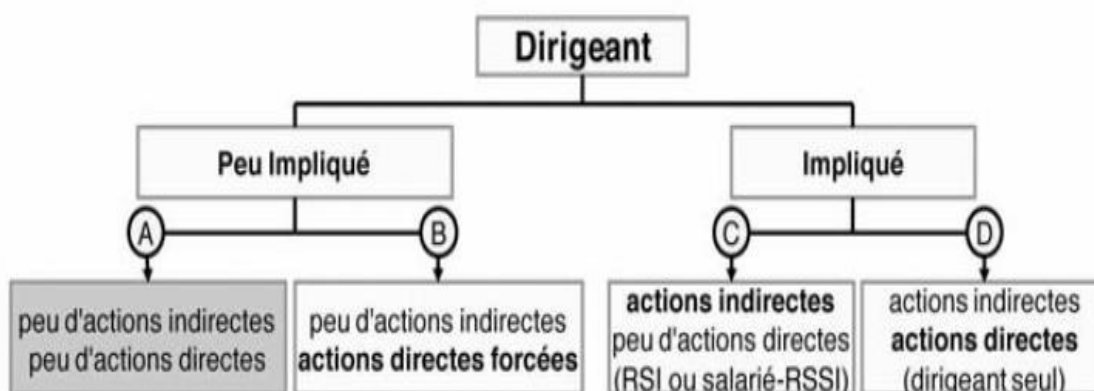 Dirigeant
Peu Impliqué
Impliqué
A
B
C
D
peu d'actions indirectes
peu d'actions directes
peu d'actions indirectes
actions directes forcées
actions indirectes
peu d'actions directes
(RSI ou salarié-RSSI)
actions indirectes
actions directes
(dirigeant seul)